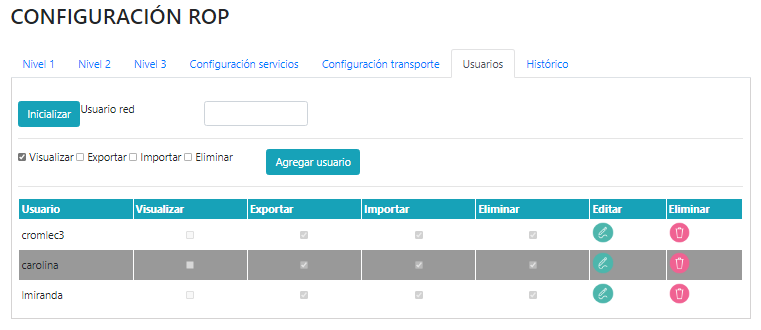 CONFIGURACIÓN ROP
Nivel 1 Nivel 2 Nivel 3 Configuración servicios Configuración transporte Usuarios Histórico
Inicializar Usuario red
Visualizar Exportar Importar Eliminar Agregar usuario
Usuario Visualizar Exportar Importar Eliminar Editar Eliminar
cromlec3
carolina
lmiranda